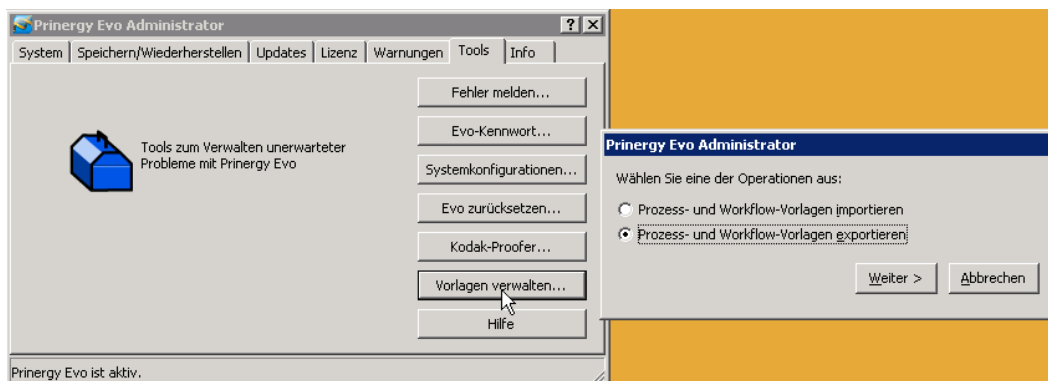 Prinergy Evo Administrator
System Speichern/Wiederherstellen Updates Lizenz Warnungen Tools Info
Fehler melden...
Evo-Kennwort...
Tools zum Verwalten unerwarteter
Probleme mit Prinergy Evo
Systemkonfigurationen...
Evo zurücksetzen...
Kodak-Proofer...
Vorlagen verwalten...
Hilfe
Prinergy Evo ist aktiv.
Prinergy Evo Administrator
Wählen Sie eine der Operationen aus:
Prozess- und Workflow-Vorlagen importieren
Prozess- und Workflow-Vorlagen exportieren
Weiter > Abbrechen